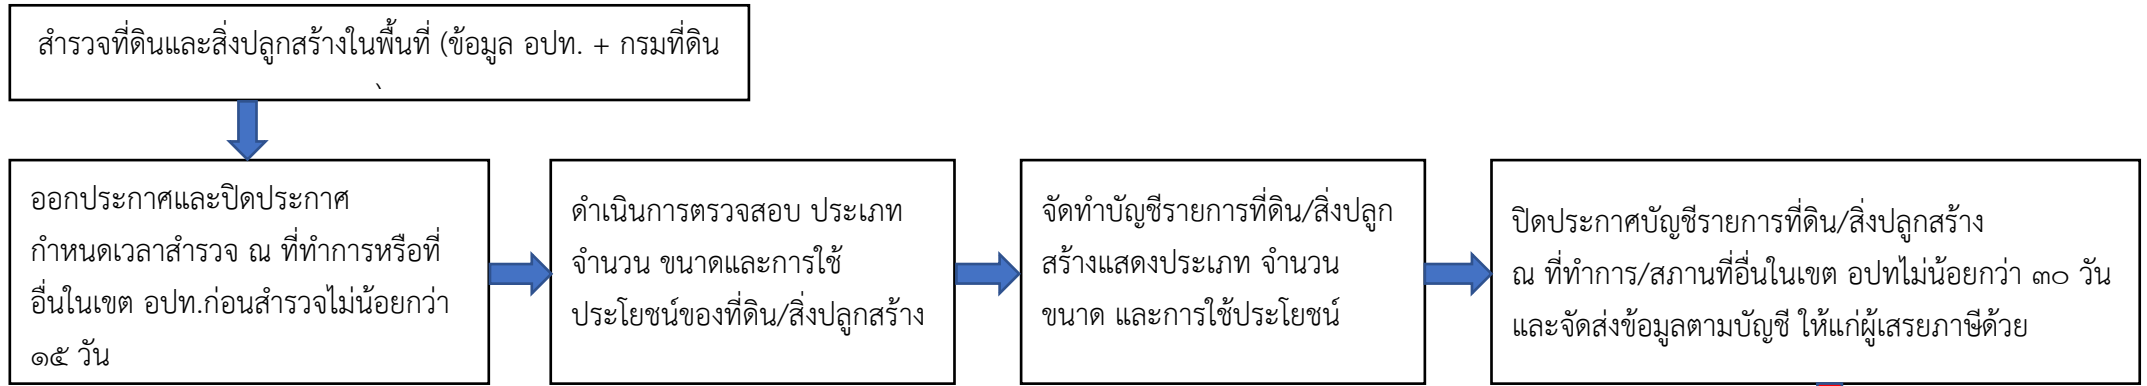 สำรวจที่ดินและสิ่งปลูกสร้างในพื้นที่ (ข้อมูล อปท. + กรมที่ดิน
ออกประกาศและปิดประกาศ
กำหนดเวลาสำรวจ ณ ที่ทำการหรือที่
อื่นในเขต อปท.ก่อนสำรวจไม่น้อยกว่า
๑๕ วัน
ดำเนินการตรวจสอบ ประเภท
จำนวน ขนาดและการใช้
ประโยชน์ของที่ดิน/สิ่งปลูกสร้าง
จัดทำบัญชีรายการที่ดิน/สิ่งปลูก
สร้างแสดงประเภท จำนวน
ขนาด และการใช้ประโยชน์
ปิดประกาศบัญชีรายการที่ดิน/สิ่งปลูกสร้าง
ณ ที่ทำการ/สภานที่อื่นในเขต อปทไม่น้อยกว่า ๓๐ วัน
และจัดส่งข้อมูลตามบัญชี ให้แก่ผู้เสรยภาษีด้วย